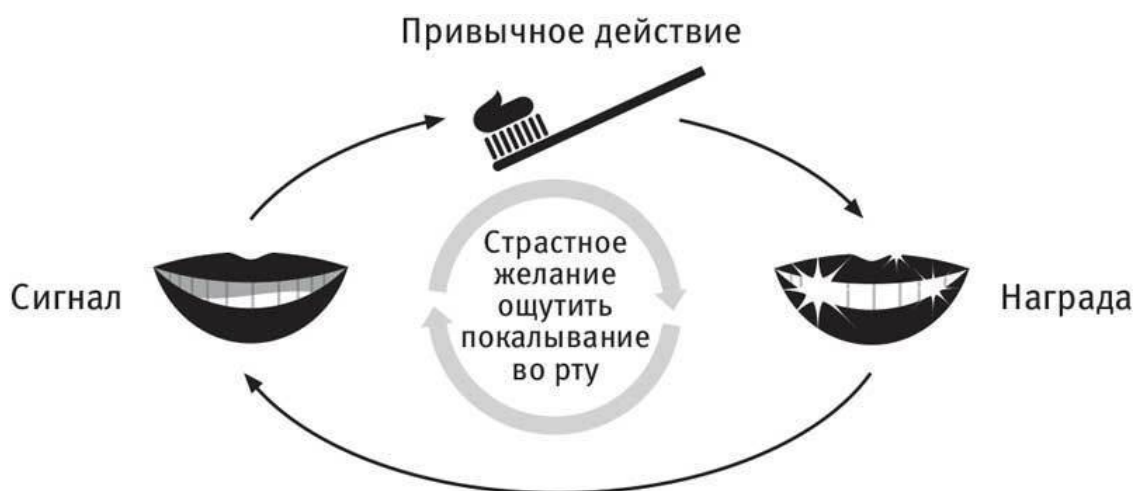 Привычное действие
Сигнал
Страстное
желание
ощутить
покалывание
во рту
Награда